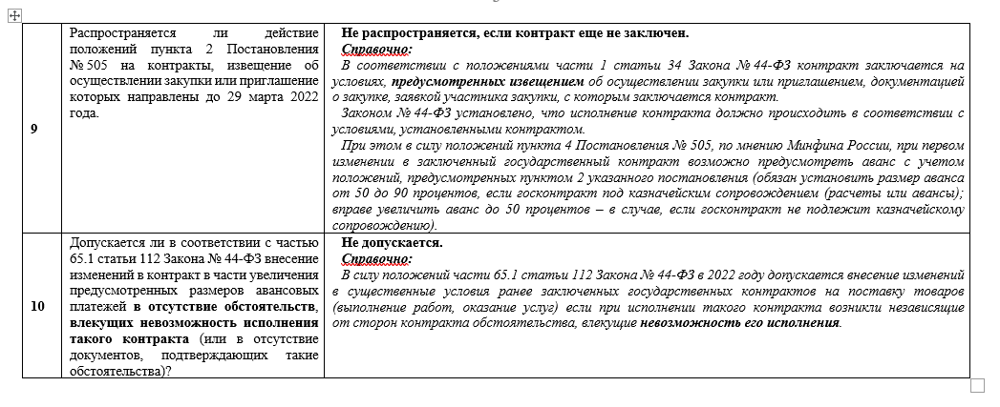 9
Распространяется ли действие
положений пункта 2 Постановления
№ 505 на контракты, извещение об
осуществлении закупки или приглашение
которых направлены до 29 марта 2022
года.
Не распространяется, если контракт еще не заключен.
Справочно:
В соответствии с положениями части 1 статьи 34 Закона № 44-ФЗ контракт заключается на
условиях, предусмотренных извещением об осуществлении закупки или приглашением, документацией
о закупке, заявкой участника закупки, с которым заключается контракт.
Законом № 44-ФЗ установлено, что исполнение контракта должно происходить в соответствии с
условиями, установленными контрактом.
При этом в силу положений пункта 4 Постановления № 505, по мнению Минфина России, при первом
изменении в заключенный государственный контракт возможно предусмотреть аванс с учетом
положений, предусмотренных пунктом 2 указанного постановления (обязан установить размер аванса
от 50 до 90 процентов, если госконтракт под казначейским сопровождением (расчеты или авансы);
вправе увеличить аванс до 50 процентов – в случае, если госконтракт не подлежит казначейскому
сопровождению).
10
Допускается ли в соответствии с частью
65.1 статьи 112 Закона № 44-ФЗ внесение
изменений в контракт в части увеличения
предусмотренных размеров авансовых
платежей в отсутствие обстоятельств,
влекущих невозможность исполнения
такого контракта (или в отсутствие
документов, подтверждающих такие
обстоятельства)?
Не допускается.
Справочно:
В силу положений части 65.1 статьи 112 Закона № 44-ФЗ в 2022 году допускается внесение изменений
в существенные условия ранее заключенных государственных контрактов на поставку товаров
(выполнение работ, оказание услуг) если при исполнении такого контракта возникли независящие
от сторон контракта обстоятельства, влекущие невозможность его исполнения.